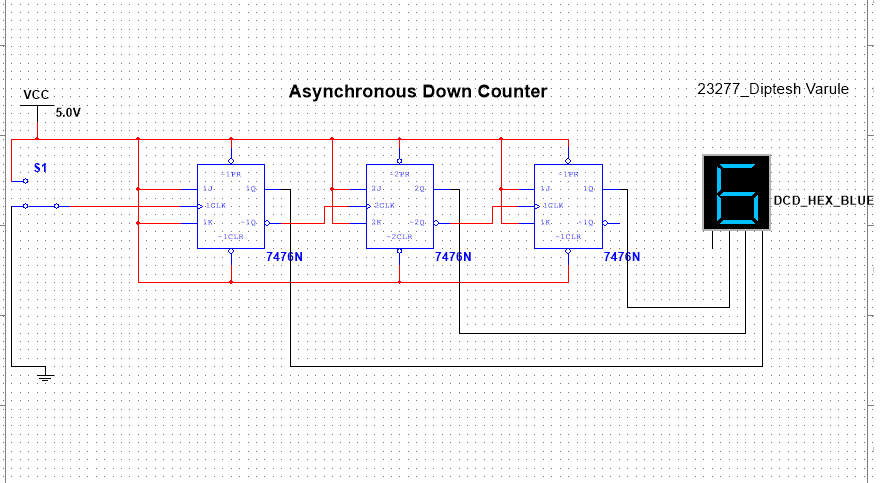 VCC
5.0V
Asynchronous Down Counter
23277_Diptesh Varule
S1
~1PR
1J 1Q
1CLK
1K ~1Q
~1CLR
7476N
~2PR
2J 2Q
2CLK
2K ~2Q
~2CLR
7476N
~1PR
1J 1Q
1CLK
1K ~1Q
~1CLR
7476N
6
DCD_HEX_BLUE